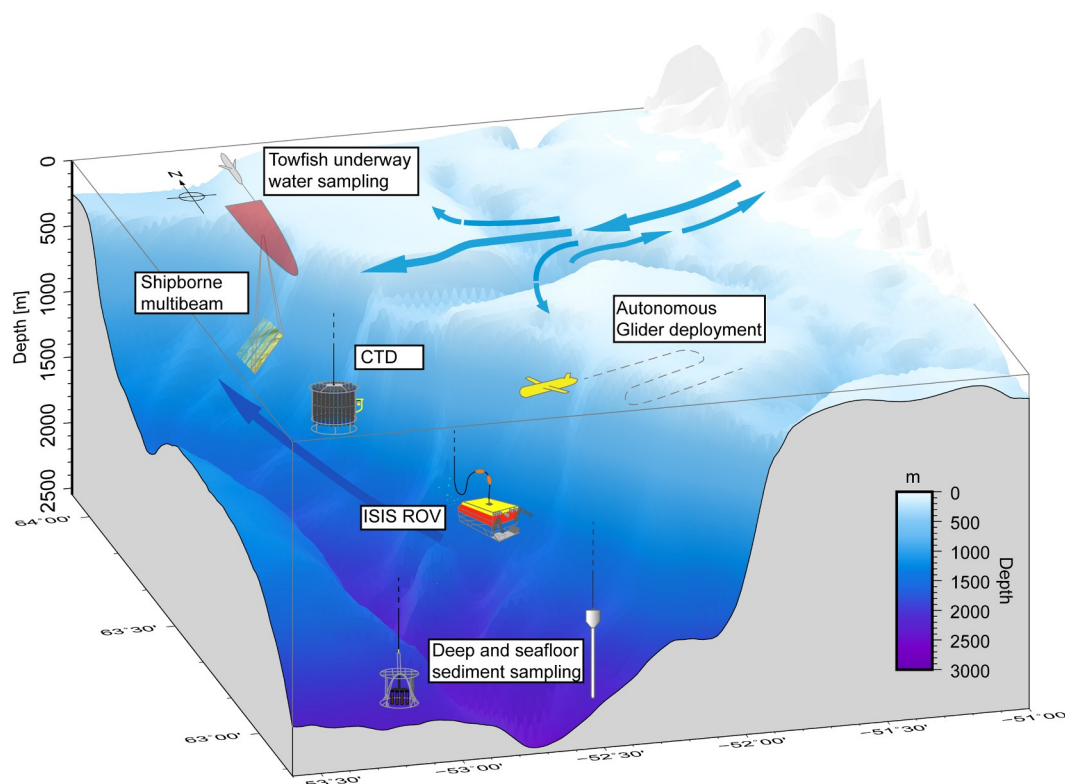 Towfish underway
water sampling
N
0
500
1000
1500
2000
2500
Depth [m]
Shipborne
multibeam
Autonomous
Glider deployment
CTD
ISIS ROV
Deep and seafloor
sediment sampling
m
0
500
1000
1500
2000
2500
3000
Depth
64°00'
63°30'
63°00'
−53°30'
−53°00'
−52°30'
−52°00'
−51°30'
−51°00'